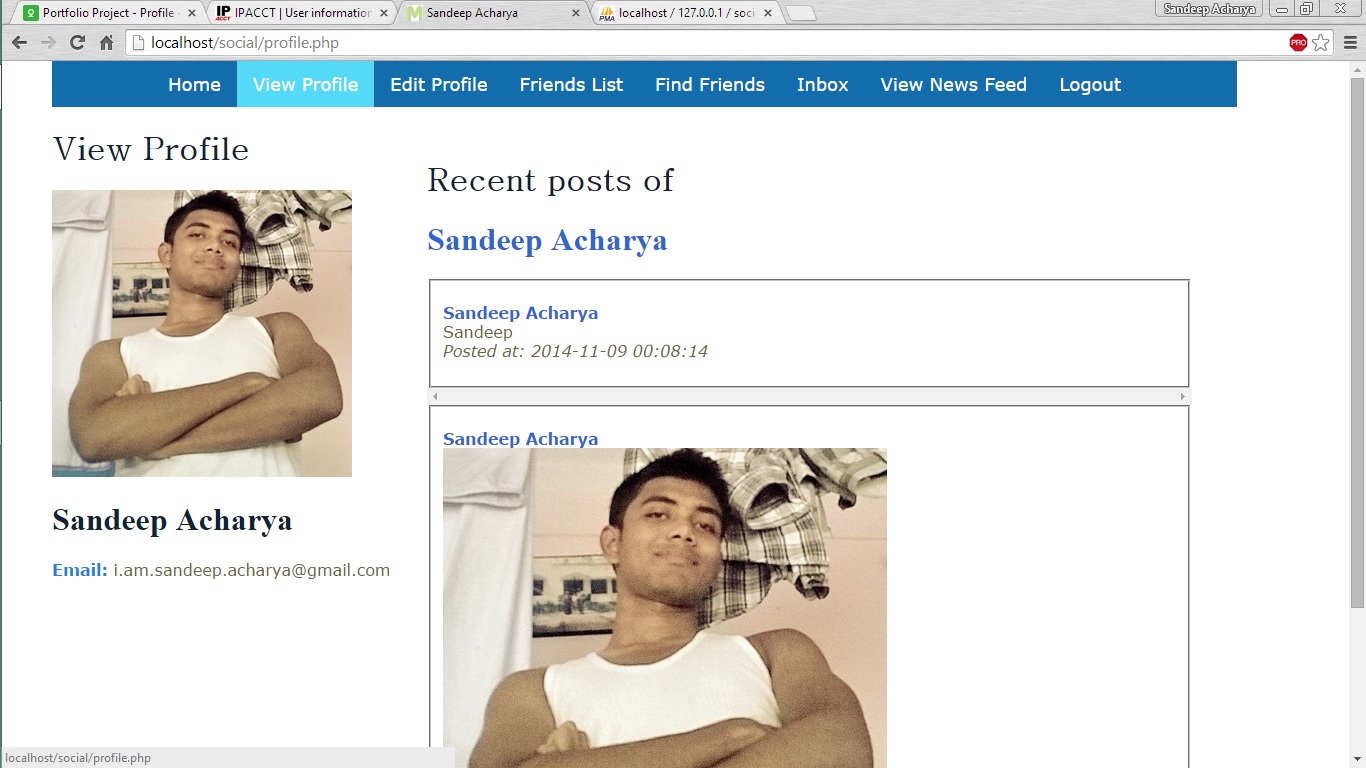 Portfolio Project - Profile
IP ACCT IPACCT | User information
Sandeep Acharya
PMA localhost / 127.0.0.1 / soci
Sandeep Acharya
localhost/social/profile.php
PRO
Home View Profile Edit Profile Friends List Find Friends Inbox View News Feed Logout
View Profile
Sandeep Acharya
Email: i.am.sandeep.acharya@gmail.com
Recent posts of
Sandeep Acharya
Sandeep Acharya
Sandeep
Posted at: 2014-11-09 00:08:14
Sandeep Acharya
localhost/social/profile.php